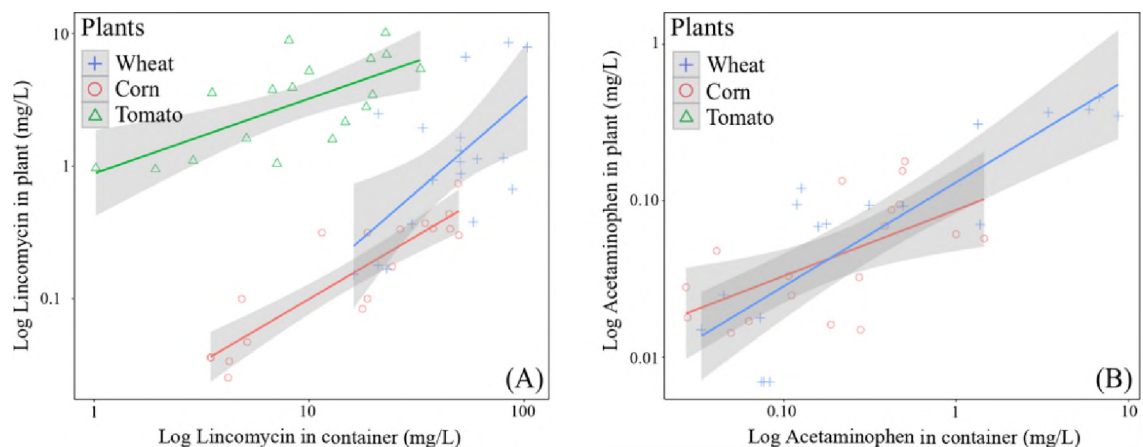 Plants
Wheat
Corn
Tomato
Log Lincomycin in plant (mg/L)
10
1
0.1
1
10
100
Log Lincomycin in container (mg/L)
(A)
Plants
Wheat
Corn
Tomato
Log Acetaminophen in plant (mg/L)
1
0.10
0.01
0.10
1
10
Log Acetaminophen in container (mg/L)
(B)